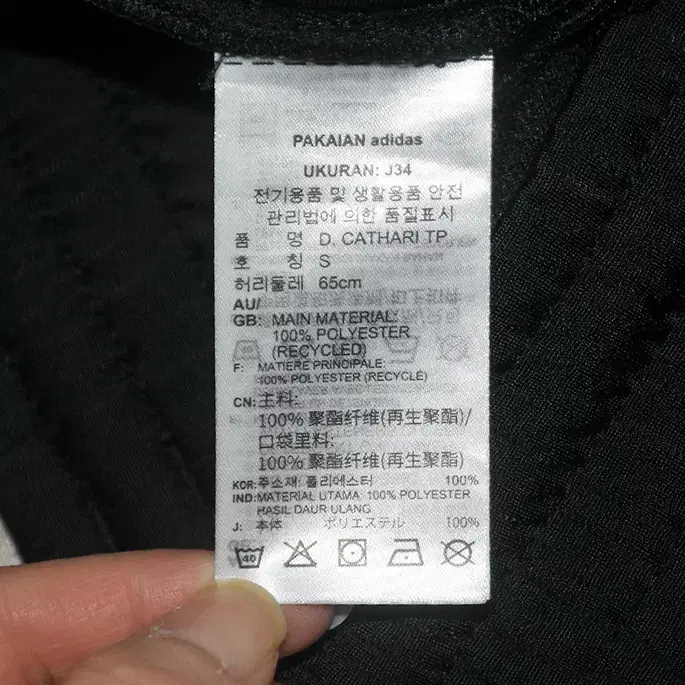 PAKAIAN adidas
UKURAN: J34
전기용품 및 생활용품 안전
관리법에 의한 품질표시
품 명 D. CATHARI TP
호 칭 S
허리둘레 65cm
AU/
GB: MAIN MATERIAL:
100% POLYESTER
(RECYCLED)
F: MATIERE PRINCIPALE:
100% POLYESTER (RECYCLÉ)
CN: 主料:
100% 聚酯纤维(再生聚酯)/
口袋里料:
100% 聚酯纤维(再生聚酯)
KOR: 주소재: 폴리에스터 100%
IND: MATERIAL UTAMA: 100% POLYESTER
HASIL DAUR ULANG
J: 本体 ポリエステル 100%
40